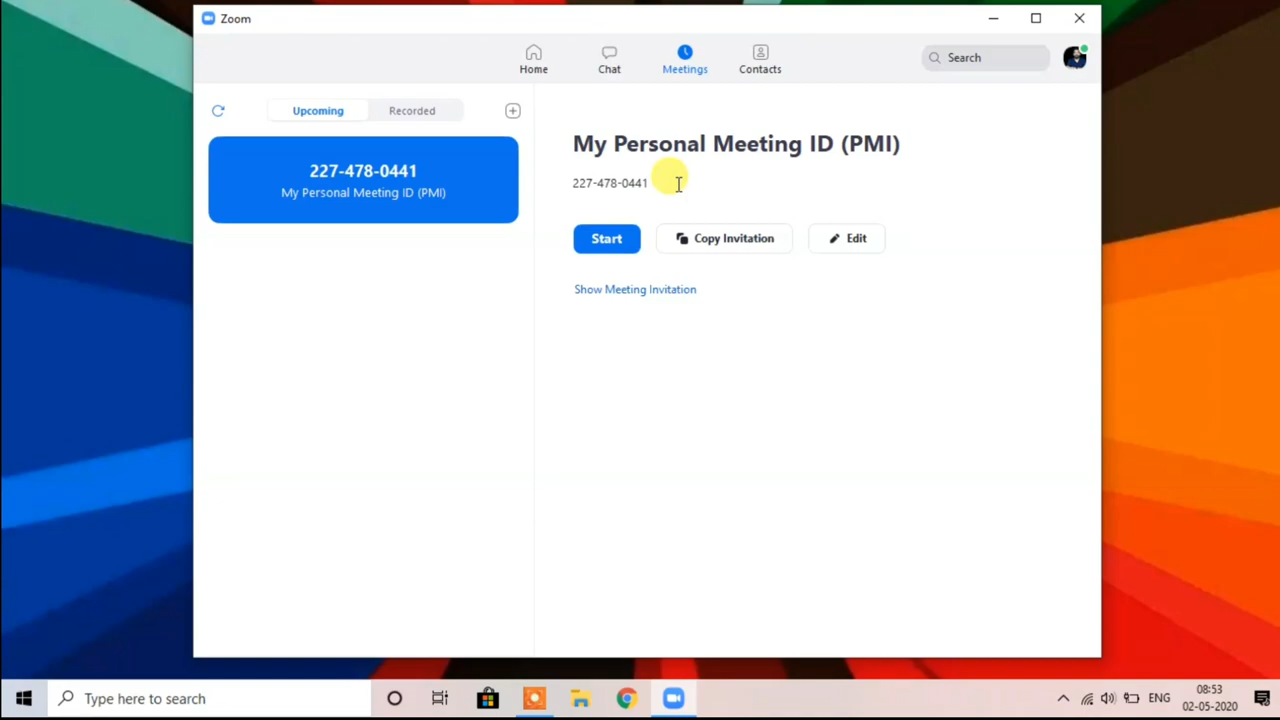 Zoom
Home
Chat
Meetings
Contacts
Search
Upcoming
Recorded
227-478-0441
My Personal Meeting ID (PMI)
My Personal Meeting ID (PMI)
227-478-0441
Start
Copy Invitation
Edit
Show Meeting Invitation
Type here to search
ENG
08:53
02-05-2020